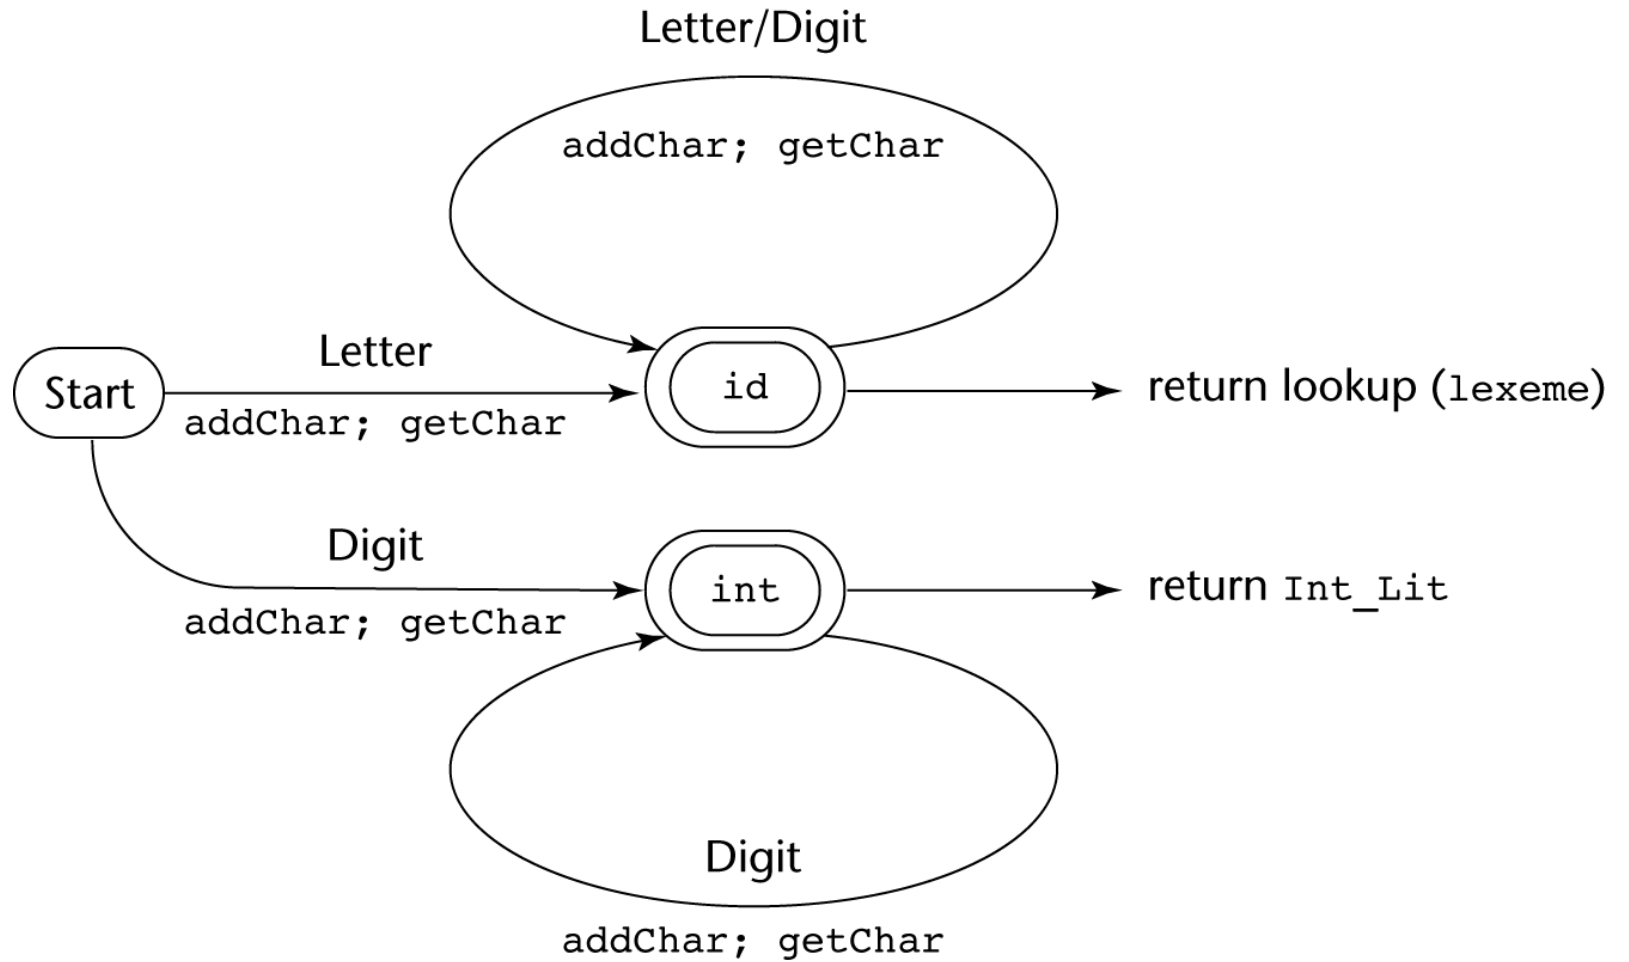 Letter/Digit
addChar; getChar
Letter
Start
id
return lookup (lexeme)
addChar; getChar
Digit
int
return Int_Lit
addChar; getChar
Digit
addChar; getChar